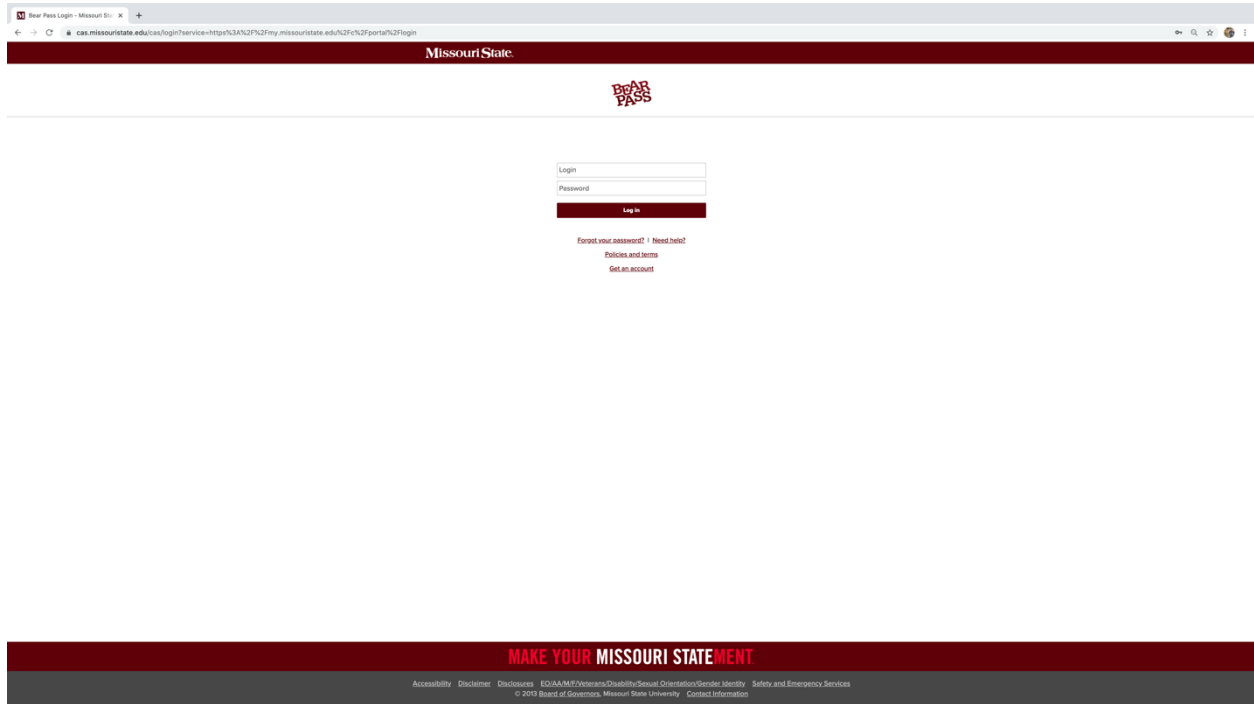 Bear Pass Login - Missouri Sta
cas.missouristate.edu/cas/login?service=https%3A%2F%2Fmy.missouristate.edu%2Fc%2Fportal%2Flogin
Missouri State.
BEAR
PASS
Login
Password
Log in
Forgot your password? | Need help?
Policies and terms
Get an account
MAKE YOUR MISSOURI STATEMENT
Accessibility Disclaimer Disclosures EO/AA/M/F/Veterans/Disability/Sexual Orientation/Gender Identity Safety and Emergency Services
© 2013 Board of Governors, Missouri State University Contact Information